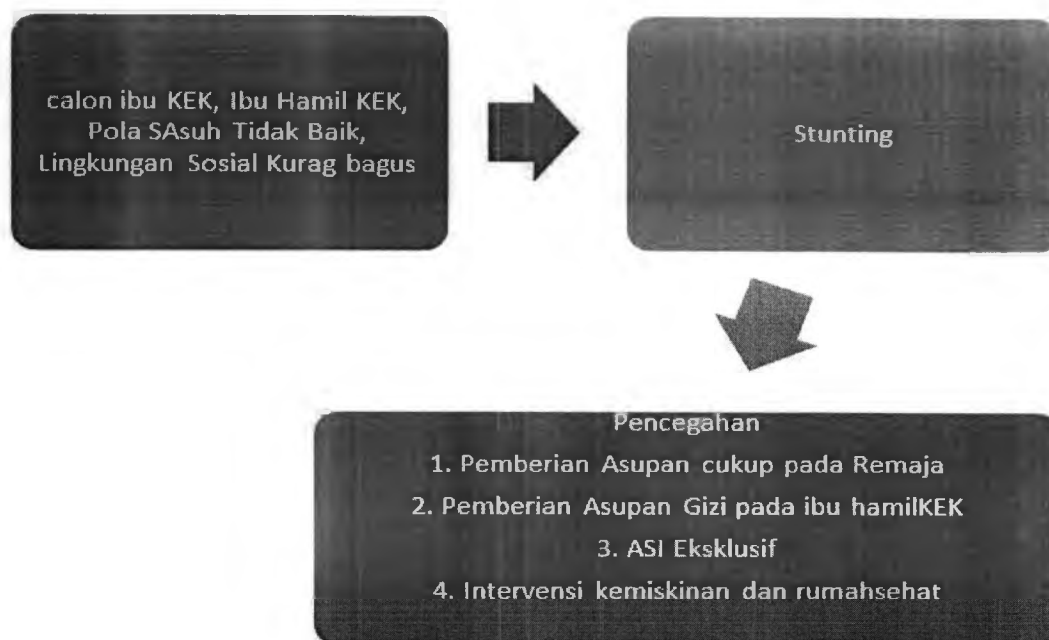 calon ibu KEK, Ibu Hamil KEK,
Pola SAsuh Tidak Baik,
Lingkungan Sosial Kurag bagus
Stunting
Pencegahan
1. Pemberian Asupan cukup pada Remaja
2. Pemberian Asupan Gizi pada ibu hamilKEK
3. ASI Eksklusif
4. Intervensi kemiskinan dan rumahsehat